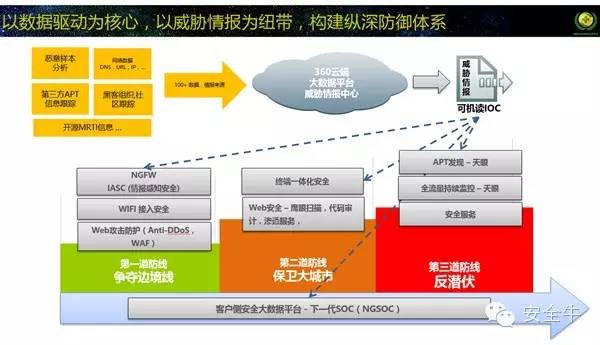 以数据驱动为核心，以威胁情报为纽带，构建纵深防御体系
恶意样本
分析
网络数据
DNS，URL，IP，...
第三方APT
信息跟踪
黑客组织,社
区跟踪
开源MRTI信息 ...
100+ 数据、情报来源
360云端
大数据平台
威胁情报中心
威胁情报
可机读IOC
NGFW
IASC (情报感知安全)
WIFI 接入安全
Web攻击防护（Anti-DDoS，
WAF）
第一道防线
争夺边境线
终端一体化安全
Web安全 – 鹰眼扫描，代码审
计，渗透服务，
第二道防线
保卫大城市
APT发现 – 天眼
全流量持续监控 – 天眼
安全服务
第三道防线
反潜伏
客户侧安全大数据平台 - 下一代SOC（NGSOC）
安全牛